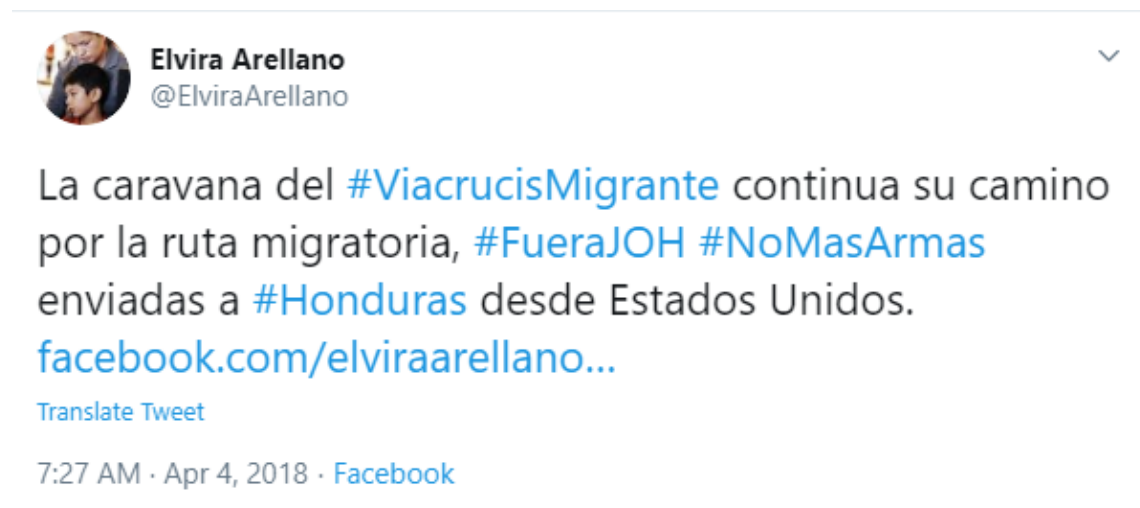 Elvira Arellano
@ElviraArellano
La caravana del #ViacrucisMigrante continua su camino
por la ruta migratoria, #FueraJOH #NoMasArmas
enviadas a #Honduras desde Estados Unidos.
facebook.com/elviraarellano...
Translate Tweet
7:27 AM · Apr 4, 2018 · Facebook